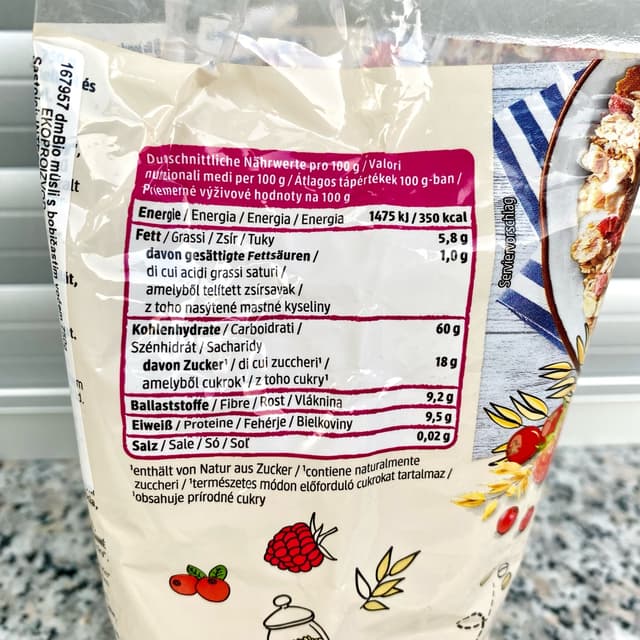 Durchschnittliche Nährwerte pro 100 g / Valori
nutrizionali medi per 100 g / Átlagos tápértékek 100 g-ban /
Priemerné výživové hodnoty na 100 g
Energie / Energia / Energia / Energia 1475 kJ / 350 kcal
Fett / Grassi / Zsír / Tuky 5,8 g
davon gesättigte Fettsäuren / 1,0 g
di cui acidi grassi saturi /
amelyből telített zsírsavak /
z toho nasýtené mastné kyseliny
Kohlenhydrate / Carboidrati / 60 g
Szénhidrát / Sacharidy
davon Zucker¹ / di cui zuccheri¹ / 18 g
amelyből cukrok¹ / z toho cukry¹
Ballaststoffe / Fibre / Rost / Vláknina 9,2 g
Eiweiß / Proteine / Fehérje / Bielkoviny 9,5 g
Salz / Sale / Só / Soľ 0,02 g
¹enthält von Natur aus Zucker / ¹contiene naturalmente
zuccheri / ¹természetes módon előforduló cukrokat tartalmaz /
¹obsahuje prírodné cukry
Serviervorschlag
167957 dmBio müsli s bobičastim